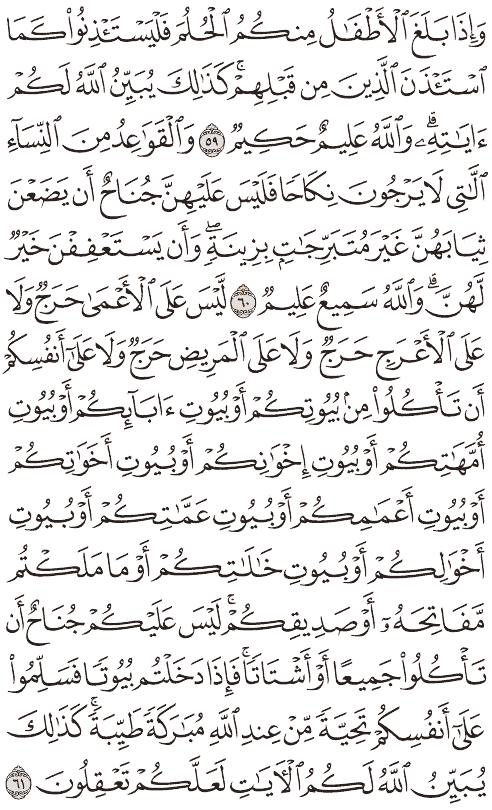 وَإِذَا بَلَغَ ٱلْأَطْفَٰلُ مِنكُمُ ٱلْحُلُمَ فَلْيَسْتَـْٔذِنُوا۟ كَمَا
ٱسْتَـْٔذَنَ ٱلَّذِينَ مِن قَبْلِهِمْ ۚ كَذَٰلِكَ يُبَيِّنُ ٱللَّهُ لَكُمْ
ءَايَٰتِهِۦ ۗ وَٱللَّهُ عَلِيمٌ حَكِيمٌ ٥٩ وَٱلْقَوَٰعِدُ مِنَ ٱلنِّسَآءِ
ٱلَّٰتِى لَا يَرْجُونَ نِكَاحًا فَلَيْسَ عَلَيْهِنَّ جُنَاحٌ أَن يَضَعْنَ
ثِيَابَهُنَّ غَيْرَ مُتَبَرِّجَٰتٍۭ بِزِينَةٍ ۖ وَأَن يَسْتَعْفِفْنَ خَيْرٌ
لَّهُنَّ ۗ وَٱللَّهُ سَمِيعٌ عَلِيمٌ ٦٠ لَّيْسَ عَلَى ٱلْأَعْمَىٰ حَرَجٌ وَلَا
عَلَى ٱلْأَعْرَجِ حَرَجٌ وَلَا عَلَى ٱلْمَرِيضِ حَرَجٌ وَلَا عَلَىٰٓ أَنفُسِكُمْ
أَن تَأْكُلُوا۟ مِنۢ بُيُوتِكُمْ أَوْ بُيُوتِ ءَابَآئِكُمْ أَوْ بُيُوتِ
أُمَّهَٰتِكُمْ أَوْ بُيُوتِ إِخْوَٰنِكُمْ أَوْ بُيُوتِ أَخَوَٰتِكُمْ
أَوْ بُيُوتِ أَعْمَٰمِكُمْ أَوْ بُيُوتِ عَمَّٰتِكُمْ أَوْ بُيُوتِ
أَخْوَٰلِكُمْ أَوْ بُيُوتِ خَٰلَٰتِكُمْ أَوْ مَا مَلَكْتُم
مَّفَاتِحَهُۥٓ أَوْ صَدِيقِكُمْ ۚ لَيْسَ عَلَيْكُمْ جُنَاحٌ أَن
تَأْكُلُوا۟ جَمِيعًا أَوْ أَشْتَاتًا ۚ فَإِذَا دَخَلْتُم بُيُوتًا فَسَلِّمُوا۟
عَلَىٰٓ أَنفُسِكُمْ تَحِيَّةً مِّنْ عِندِ ٱللَّهِ مُبَٰرَكَةً طَيِّبَةً ۚ كَذَٰلِكَ
يُبَيِّنُ ٱللَّهُ لَكُمُ ٱلْـَٔايَٰتِ لَعَلَّكُمْ تَعْقِلُونَ ٦١